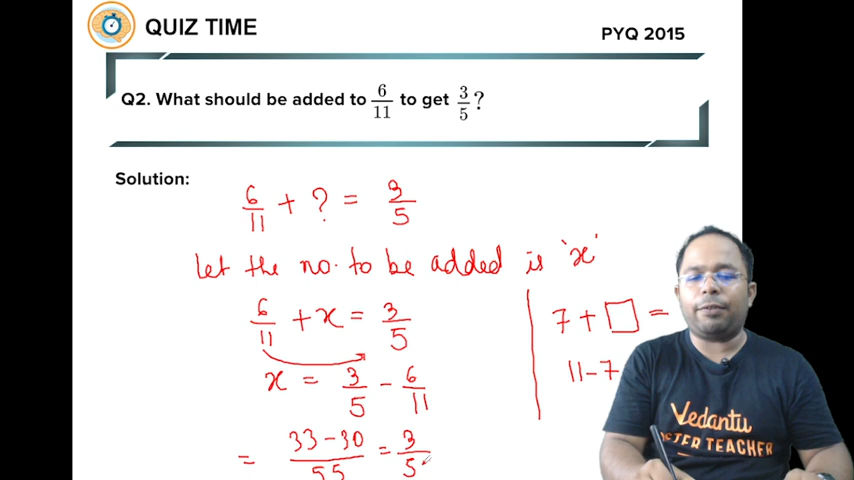 QUIZ TIME
PYQ 2015
Q2. What should be added to 6/11 to get 3/5?
Solution:
6/11 + ? = 3/5
Let the no. to be added is 'x'
6/11 + x = 3/5
x = 3/5 - 6/11
= 33-30/55 = 3/5
7 + □ =
11-7
Vedantu
MASTER TEACHER